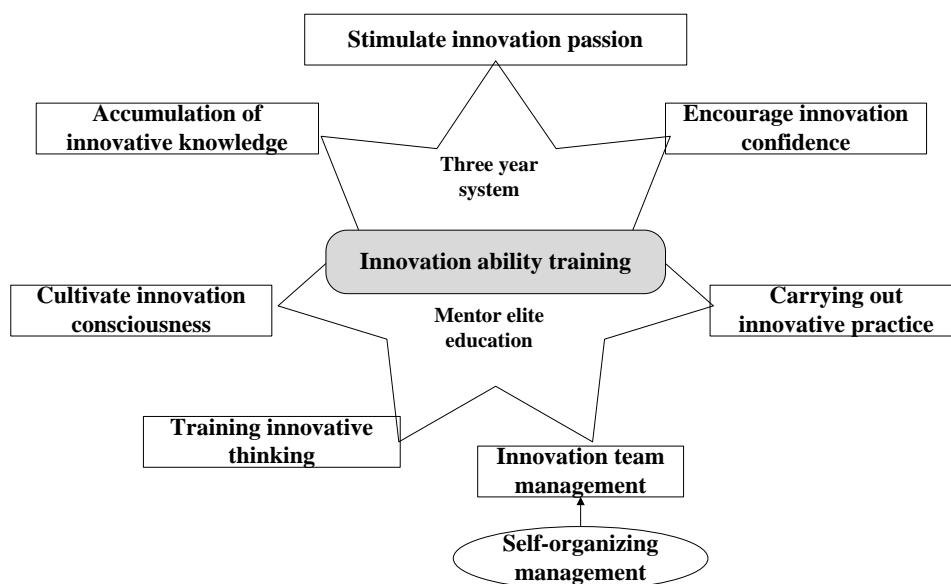 Stimulate innovation passion
Accumulation of
innovative knowledge
Encourage innovation
confidence
Three year
system
Innovation ability training
Cultivate innovation
consciousness
Mentor elite
education
Carrying out
innovative practice
Training innovative
thinking
Innovation team
management
Self-organizing
management